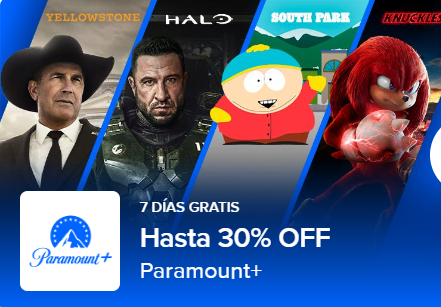 YELLOWSTONE
HALO
SOUTH PARK
KNUCKLES
7 DÍAS GRATIS
Hasta 30% OFF
Paramount+
Paramount+